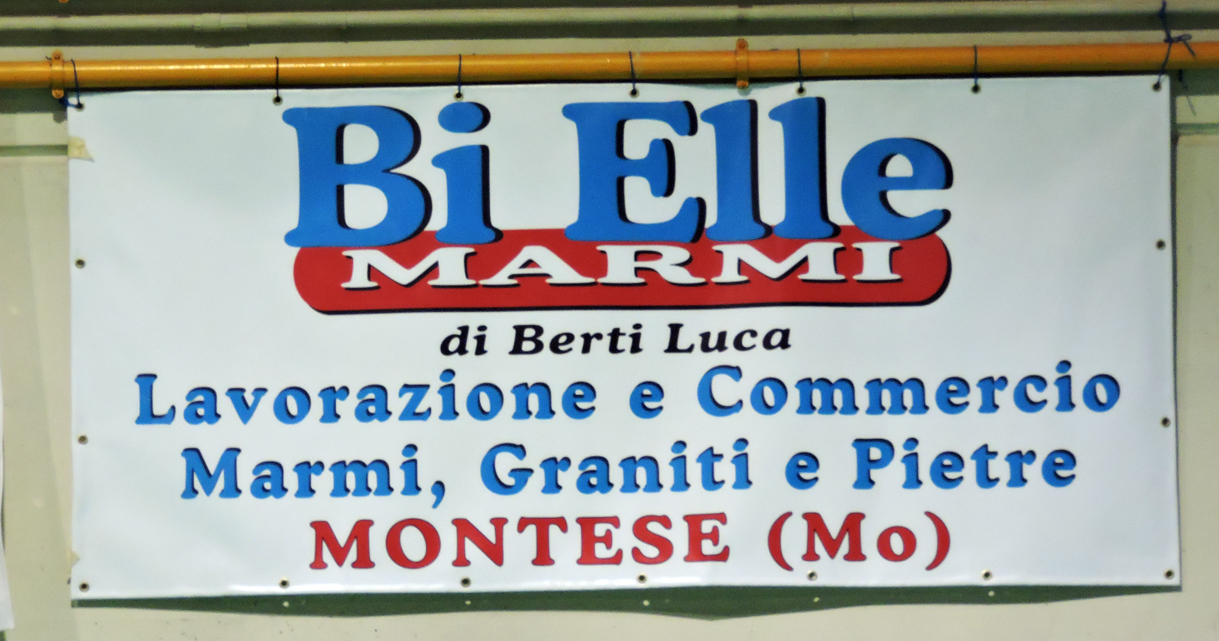 Bi Elle
MARMI
di Berti Luca
Lavorazione e Commercio
Marmi, Graniti e Pietre
MONTESE (Mo)